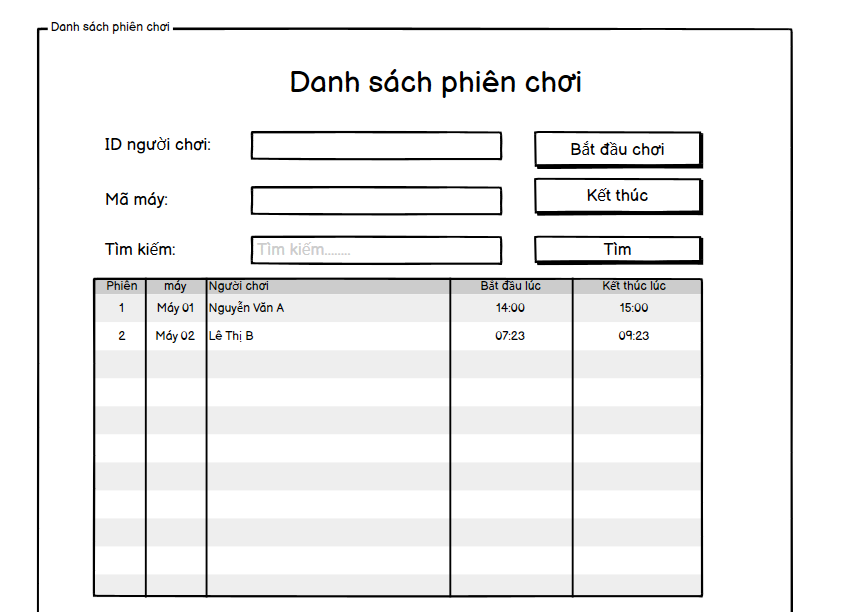 Danh sách phiên chơi
Danh sách phiên chơi
ID người chơi:
Bắt đầu chơi
Mã máy:
Kết thúc
Tìm kiếm:
Tìm kiếm........
Tìm
Phiên máy Người chơi Bắt đầu lúc Kết thúc lúc
1 Máy 01 Nguyễn Văn A 14:00 15:00
2 Máy 02 Lê Thị B 07:23 09:23